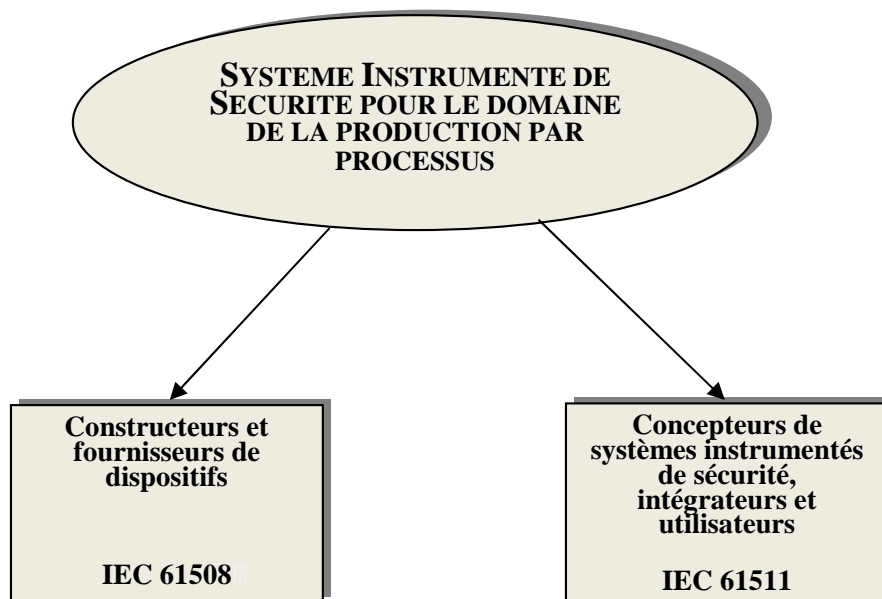 SYSTEME INSTRUMENTE DE
SECURITE POUR LE DOMAINE
DE LA PRODUCTION PAR
PROCESSUS
Constructeurs et
fournisseurs de
dispositifs
IEC 61508
Concepteurs de
systèmes instrumentés
de sécurité,
intégrateurs et
utilisateurs
IEC 61511